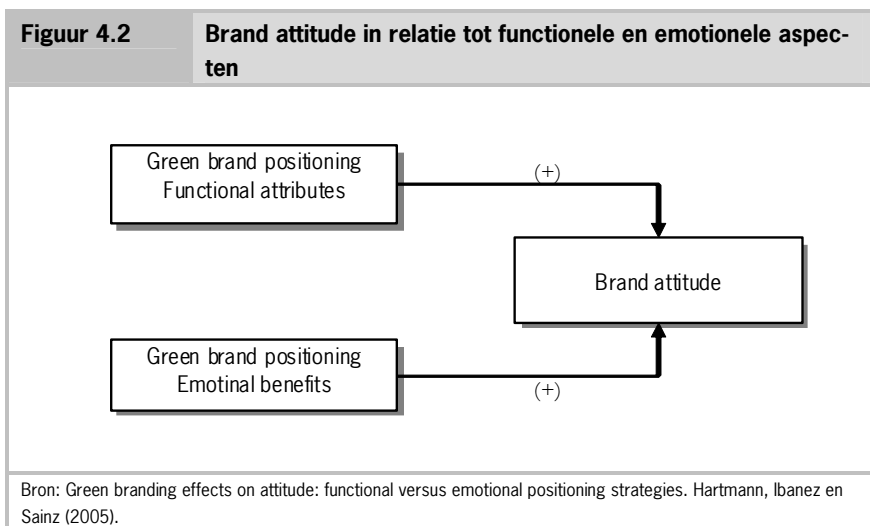 Figuur 4.2
Brand attitude in relatie tot functionele en emotionele aspec-
ten
Green brand positioning
Functional attributes
(+)
Brand attitude
Green brand positioning
Emotinal benefits
(+)
Bron: Green branding effects on attitude: functional versus emotional positioning strategies. Hartmann, Ibanez en
Sainz (2005).